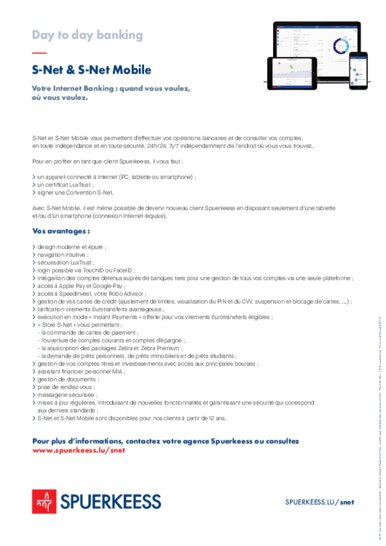 Day to day banking
S-Net & S-Net Mobile
Votre Internet Banking : quand vous voulez,
où vous voulez.
S-Net et S-Net Mobile vous permettent d'effectuer vos opérations bancaires et de consulter vos comptes,
en toute indépendance et en toute sécurité, 24h/24, 7j/7 indépendamment de l'endroit où vous vous trouvez.
Pour en profiter en tant que client Spuerkeess, il vous faut :
> un appareil connecté à Internet (PC, tablette ou smartphone) ;
> un certificat LuxTrust ;
> signer une Convention S-Net.
Avec S-Net Mobile, il est même possible de devenir nouveau client Spuerkeess en disposant seulement d'une tablette
et/ou d'un smartphone (connexion Internet requise).
Vos avantages :
> design moderne et épuré ;
> navigation intuitive ;
> sécurisation LuxTrust ;
> login possible via TouchID ou FaceID ;
> intégration des comptes détenus auprès de banques tiers pour une gestion de tous vos comptes via une seule plateforme ;
> accès à Apple Pay et Google Pay ;
> accès à Speedinvest, votre Robo Advisor ;
> gestion de vos cartes de crédit (ajustement de limites, visualisation du PIN et du CVV, suspension et blocage de cartes, ...) ;
> tarification virements Eurotransferts avantageuse ;
> exécution en mode « Instant Payments » offerte pour vos virements Eurotransferts éligibles ;
> « Store S-Net » vous permettant :
- la commande de cartes de paiement ;
- l'ouverture de comptes courants et comptes d'épargne ;
- la souscription des packages Zebra et Zebra Premium ;
- la demande de prêts personnels, de prêts immobiliers et de prêts étudiants ;
> gestion de vos comptes titres et investissements avec accès aux principales bourses ;
> assistant financier personnel MIA ;
> gestion de documents ;
> prise de rendez-vous ;
> messagerie sécurisée ;
> mises à jour régulières, introduisant de nouvelles fonctionnalités et garantissant une sécurité qui correspond
aux derniers standards ;
> S-Net et S-Net Mobile sont disponibles pour nos clients à partir de 12 ans.
Pour plus d'informations, contactez votre agence Spuerkeess ou consultez
www.spuerkeess.lu/snet
SPUERKEESS
SPUERKEESS.LU/snet